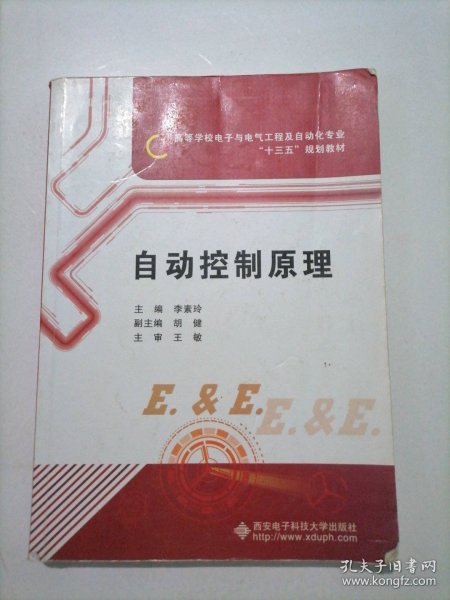 高等学校电子与电气工程及自动化专业
“十三五”规划教材
自动控制原理
主 编 李素玲
副主编 胡 健
主 审 王 敏
E. & E.
E. & E.
西安电子科技大学出版社
http://www.xduph.com
孔夫子旧书网
www.kongfz.com